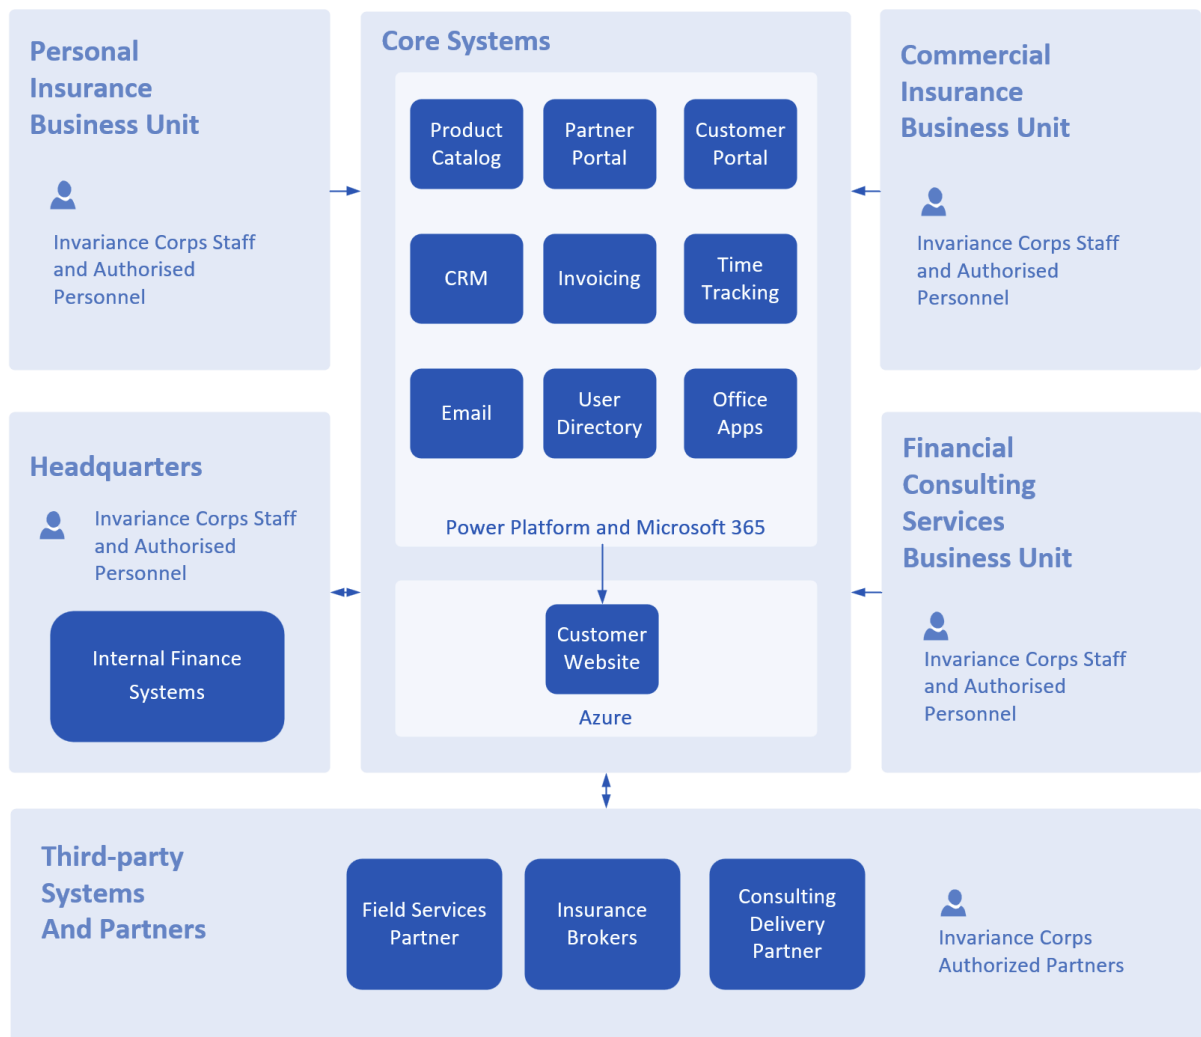 Personal
Insurance
Business Unit
Invariance Corps Staff
and Authorised
Personnel
Core Systems
Product
Catalog
Partner
Portal
Customer
Portal
CRM
Invoicing
Time
Tracking
Email
User
Directory
Office
Apps
Power Platform and Microsoft 365
Customer
Website
Azure
Commercial
Insurance
Business Unit
Invariance Corps Staff
and Authorised
Personnel
Headquarters
Invariance Corps Staff
and Authorised
Personnel
Internal Finance
Systems
Financial
Consulting
Services
Business Unit
Invariance Corps Staff
and Authorised
Personnel
Third-party
Systems
And Partners
Field Services
Partner
Insurance
Brokers
Consulting
Delivery
Partner
Invariance Corps
Authorized Partners